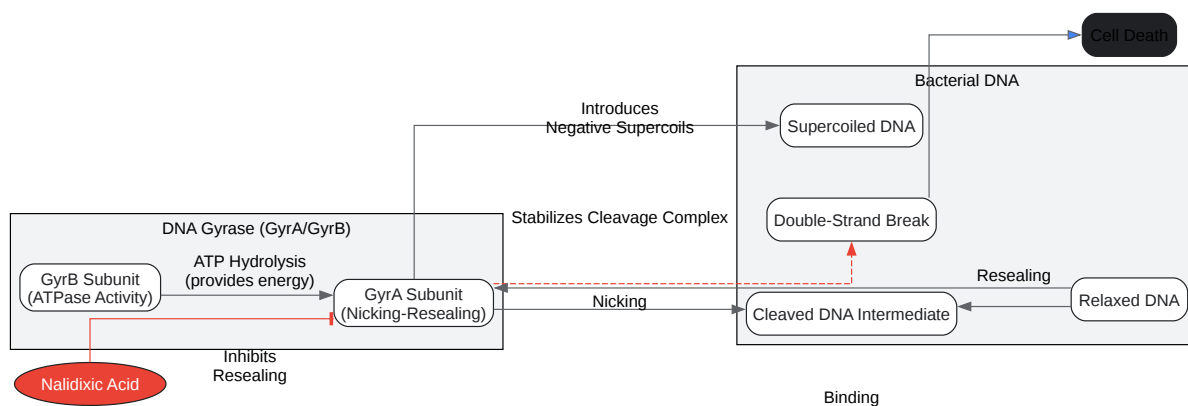 Cell Death
Bacterial DNA
Introduces
Negative Supercoils
Supercoiled DNA
Stabilizes Cleavage Complex
Double-Strand Break
DNA Gyrase (GyrA/GyrB)
ATP Hydrolysis
(provides energy)
GyrB Subunit
(ATPase Activity)
GyrA Subunit
(Nicking-Resealing)
Nicking
Resealing
Cleaved DNA Intermediate
Relaxed DNA
Inhibits
Resealing
Nalidixic Acid
Binding